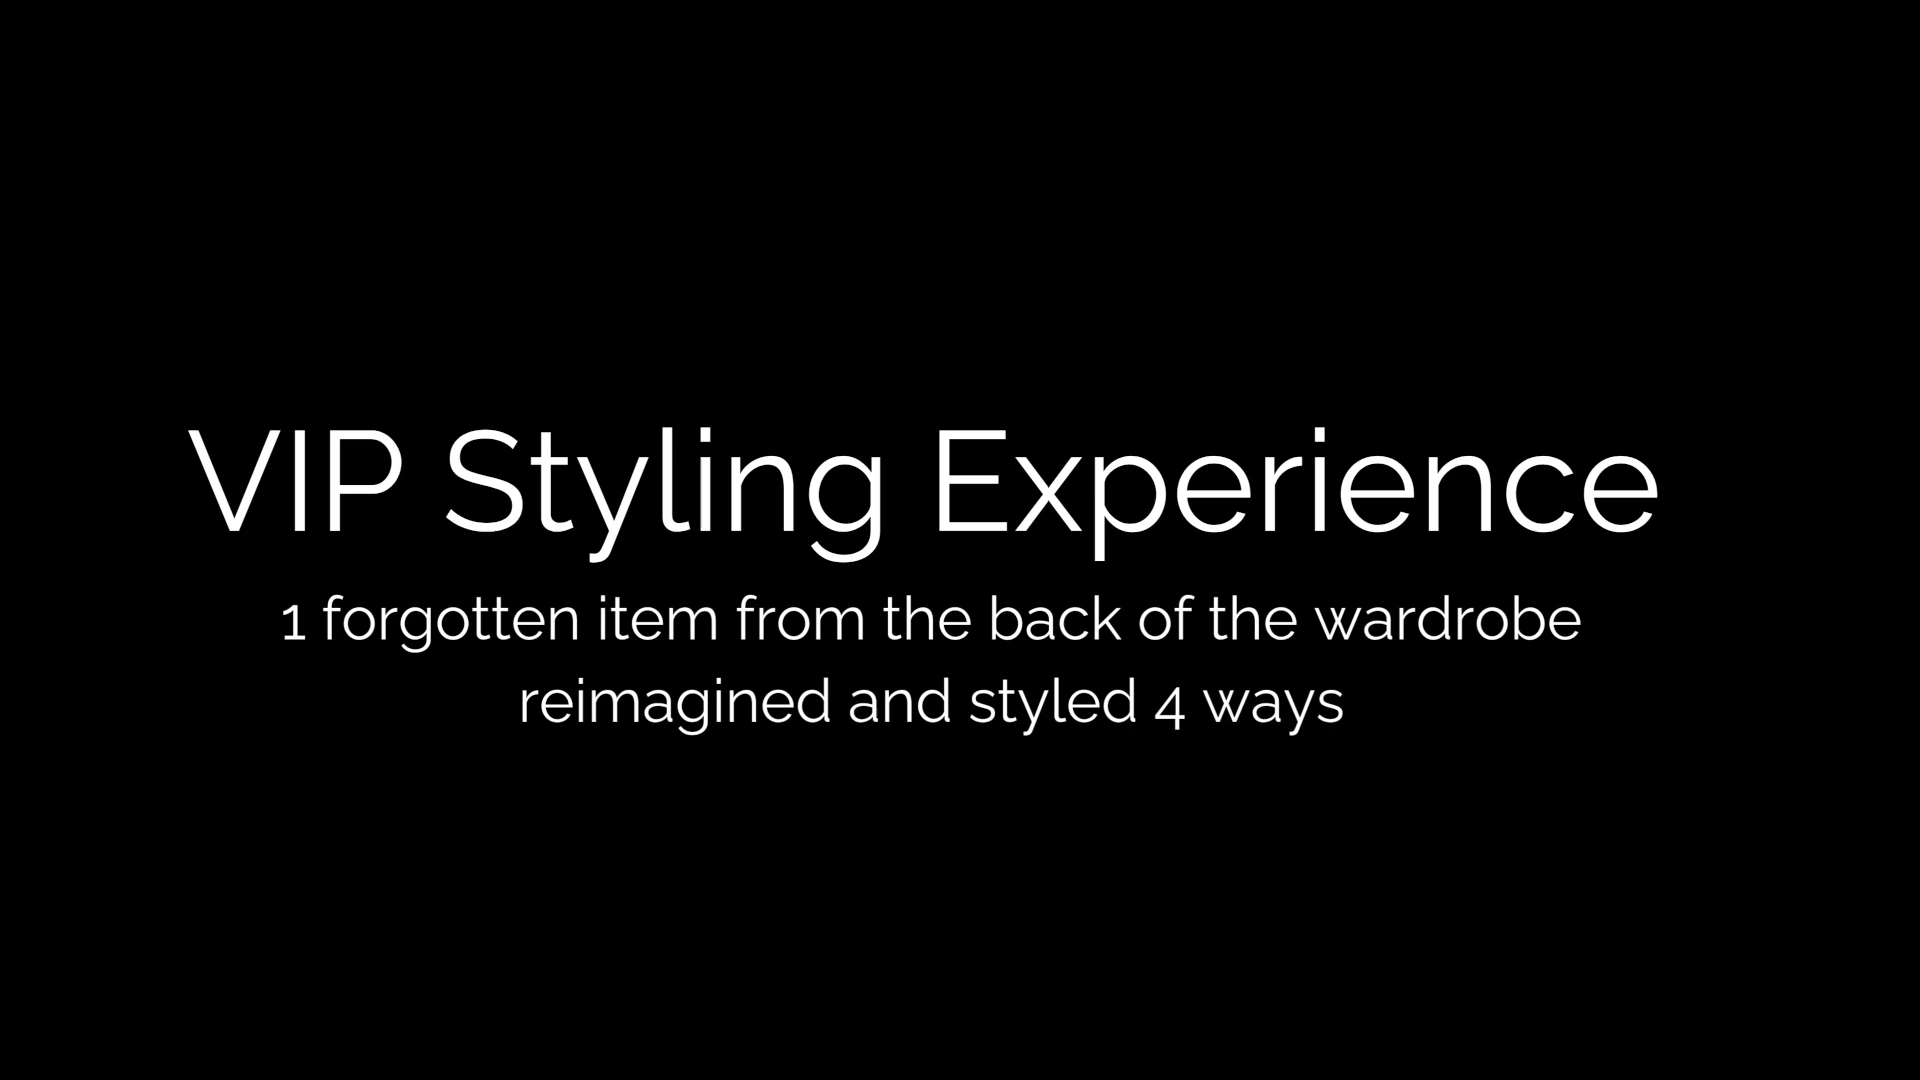 VIP Styling Experience
1 forgotten item from the back of the wardrobe
reimagined and styled 4 ways